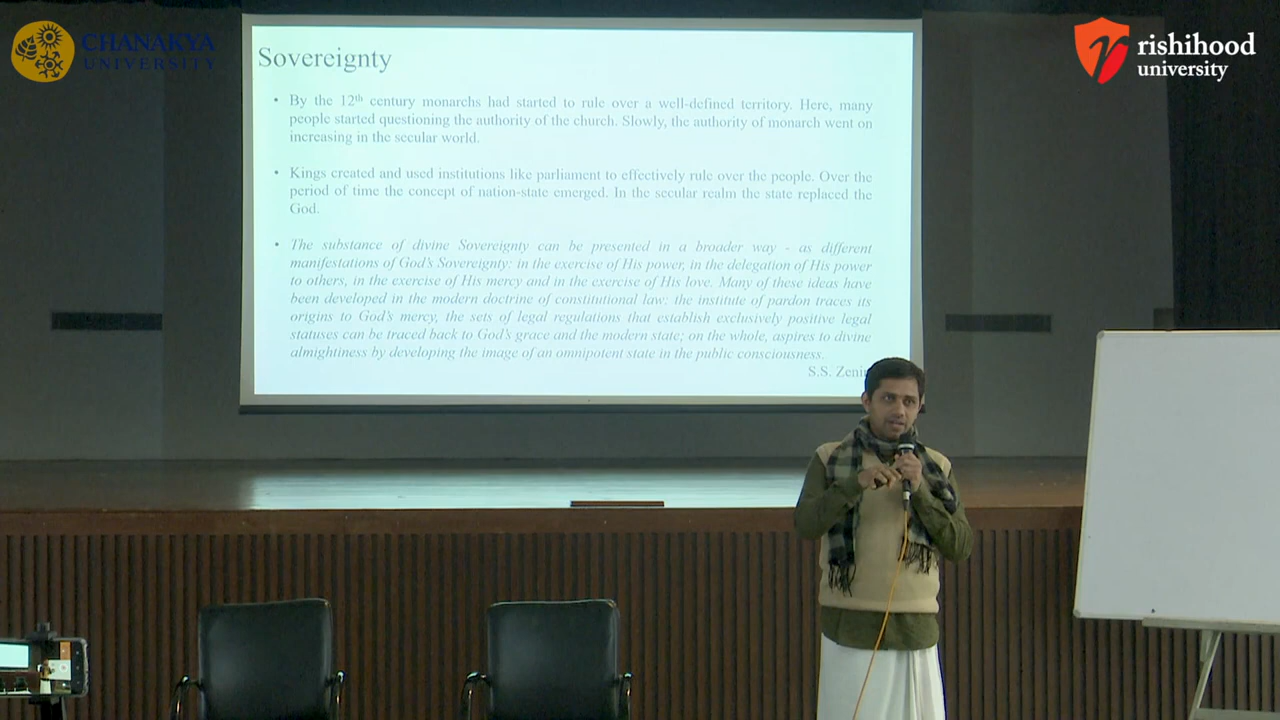 CHANAKYA
UNIVERSITY
rishihood
university
Sovereignty
• By the 12th century monarchs had started to rule over a well-defined territory. Here, many
people started questioning the authority of the church. Slowly, the authority of monarch went on
increasing in the secular world.
• Kings created and used institutions like parliament to effectively rule over the people. Over the
period of time the concept of nation-state emerged. In the secular realm the state replaced the
God.
• The substance of divine Sovereignty can be presented in a broader way - as different
manifestations of God's Sovereignty: in the exercise of His power, in the delegation of His power
to others, in the exercise of His mercy and in the exercise of His love. Many of these ideas have
been developed in the modern doctrine of constitutional law: the institute of pardon traces its
origins to God's mercy, the sets of legal regulations that establish exclusively positive legal
statuses can be traced back to God's grace and the modern state; on the whole, aspires to divine
almightiness by developing the image of an omnipotent state in the public consciousness.
S.S.